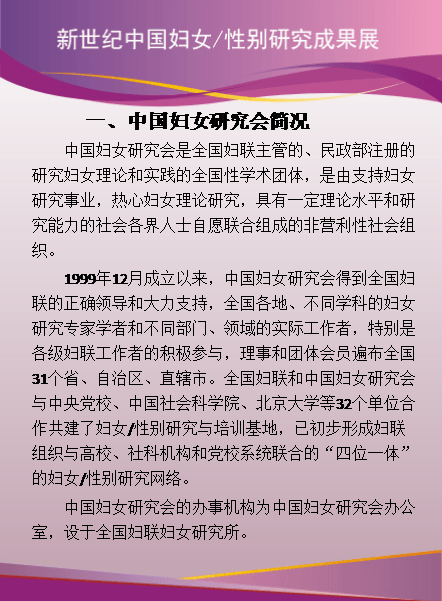 新世纪中国妇女/性别研究成果展
一、中国妇女研究会简况
中国妇女研究会是全国妇联主管的、民政部注册的
研究妇女理论和实践的全国性学术团体，是由支持妇女
研究事业，热心妇女理论研究，具有一定理论水平和研
究能力的社会各界人士自愿联合组成的非营利性社会组
织。
1999年12月成立以来，中国妇女研究会得到全国妇
联的正确领导和大力支持，全国各地、不同学科的妇女
研究专家学者和不同部门、领域的实际工作者，特别是
各级妇联工作者的积极参与，理事和团体会员遍布全国
31个省、自治区、直辖市。全国妇联和中国妇女研究会
与中央党校、中国社会科学院、北京大学等32个单位合
作共建了妇女/性别研究与培训基地，已初步形成妇联
组织与高校、社科机构和党校系统联合的“四位一体”
的妇女/性别研究网络。
中国妇女研究会的办事机构为中国妇女研究会办公
室，设于全国妇联妇女研究所。